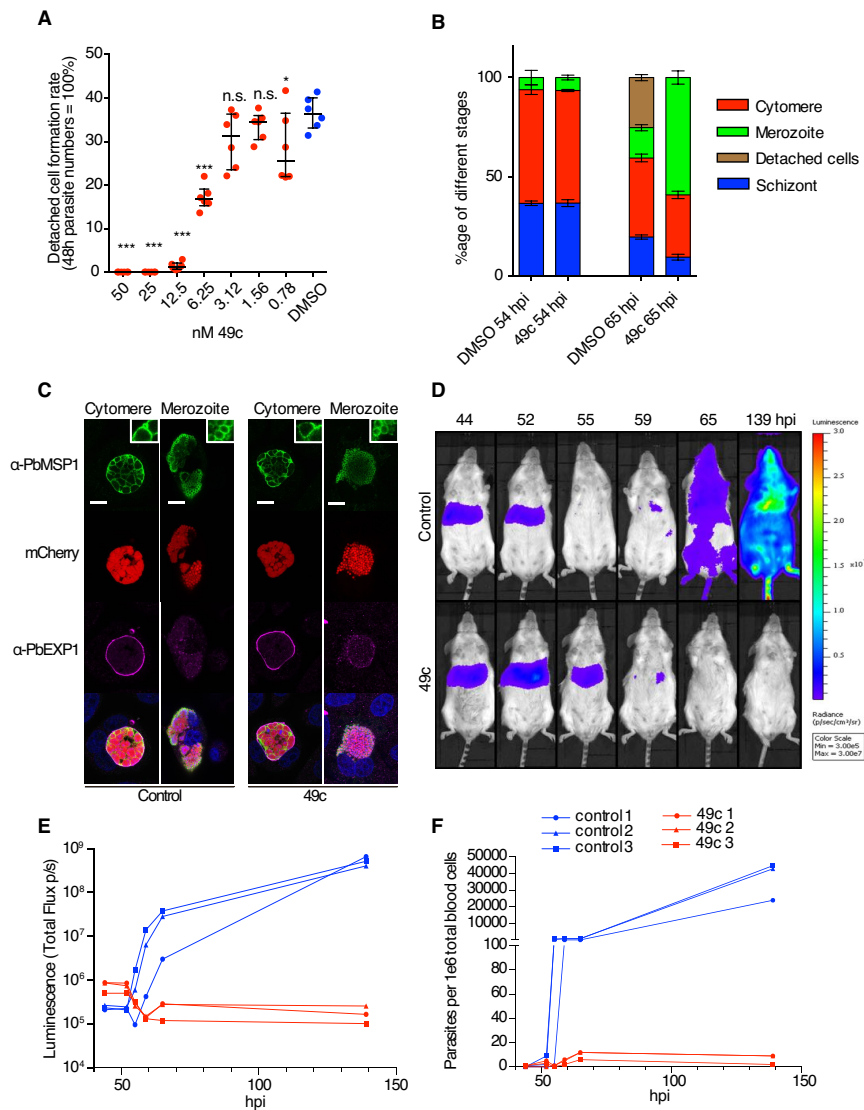 A
Detached cell formation rate
(48h parasite numbers = 100%)
50
40
30
20
10
0
***
***
***
***
n.s.
n.s.
*
50
25
12.5
6.25
3.12
1.56
0.78
DMSO
nM 49c
B
%age of different stages
100
50
0
DMSO 54 hpi
49c 54 hpi
DMSO 65 hpi
49c 65 hpi
Cytomere
Merozoite
Detached cells
Schizont
C
Cytomere
Merozoite
Cytomere
Merozoite
α-PbMSP1
mCherry
α-PbEXP1
Control
49c
D
44
52
55
59
65
139 hpi
Control
49c
Luminescence
3.0
2.5
2.0
1.5
1.0
0.5
Radiance
(p/sec/cm²/sr)
Color Scale
Min = 3.00e5
Max = 3.00e7
E
Luminescence (Total Flux p/s)
10⁹
10⁸
10⁷
10⁶
10⁵
10⁴
50
100
150
hpi
F
control 1
control 2
control 3
49c 1
49c 2
49c 3
Parasites per 1e6 total blood cells
50000
40000
30000
20000
10000
100
80
60
40
20
0
50
100
150
hpi